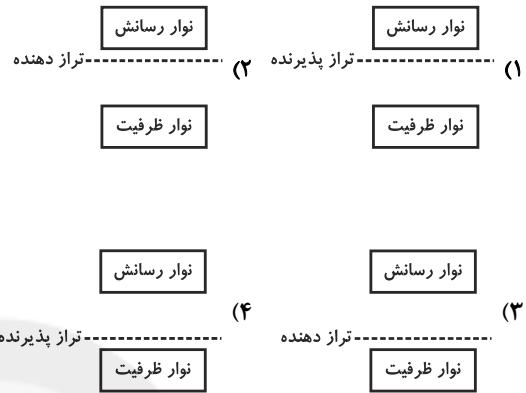 نوار رسانش
تراز پذیرنده
۱)
نوار ظرفیت
نوار رسانش
تراز دهنده
۲)
نوار ظرفیت
نوار رسانش
۳)
تراز دهنده
نوار ظرفیت
نوار رسانش
۴)
تراز پذیرنده
نوار ظرفیت